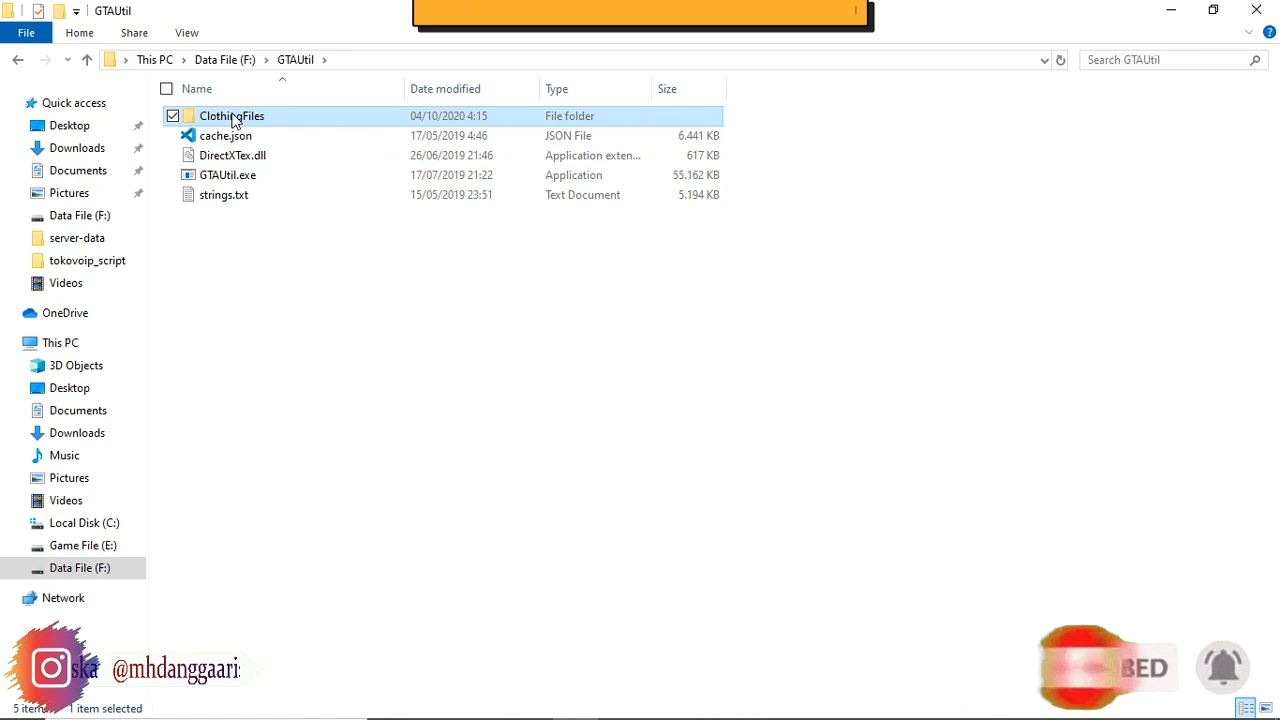 GTAUtil
File
Home
Share
View
This PC
Data File (F:)
GTAUtil
Search GTAUtil
Name
Date modified
Type
Size
ClothingFiles
04/10/2020 4:15
File folder
cache.json
17/05/2019 4:46
JSON File
6.441 KB
DirectXTex.dll
26/06/2019 21:46
Application exten...
617 KB
GTAUtil.exe
17/07/2019 21:22
Application
55.162 KB
strings.txt
15/05/2019 23:51
Text Document
5.194 KB
Quick access
Desktop
Downloads
Documents
Pictures
Data File (F:)
server-data
tokovoip_script
Videos
OneDrive
This PC
3D Objects
Desktop
Documents
Downloads
Music
Pictures
Videos
Local Disk (C:)
Game File (E:)
Data File (F:)
Network
ska @mhdanggaari
BED
5 items
1 item selected